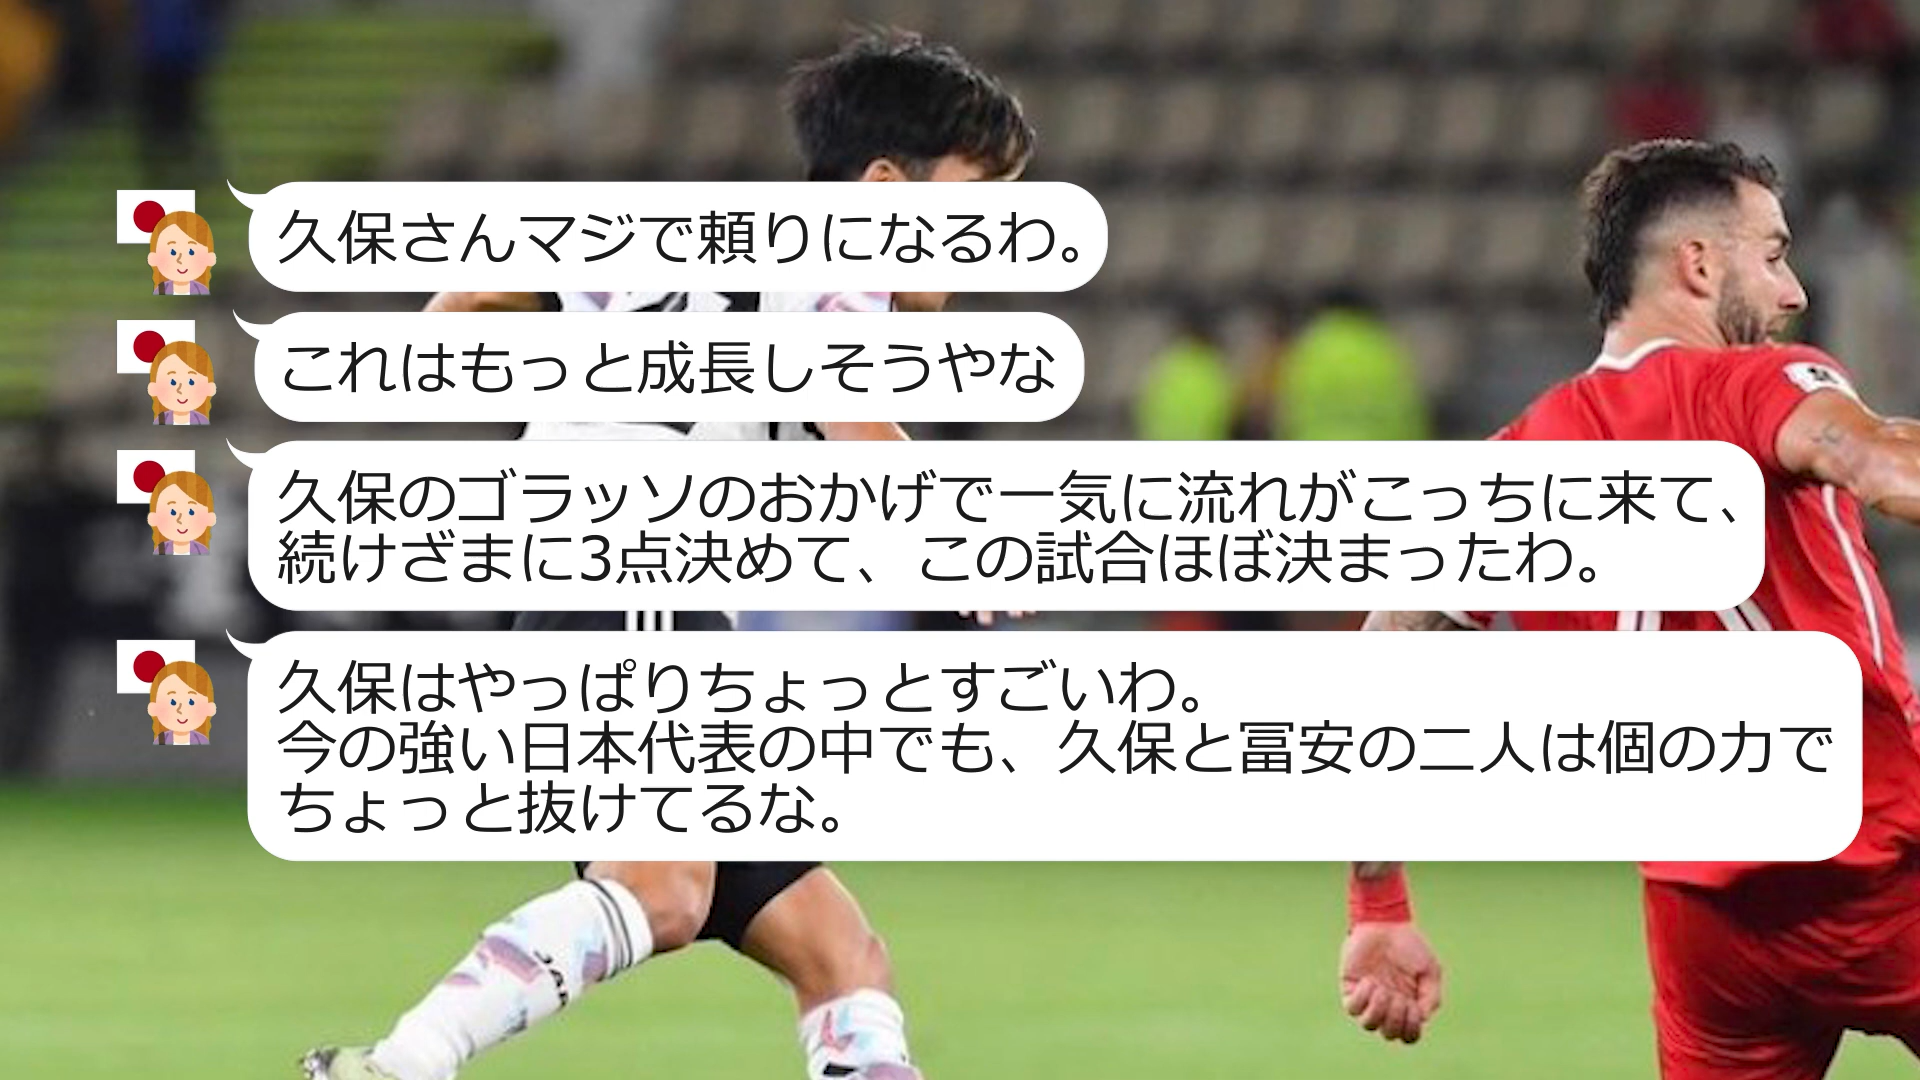 久保さんマジで頼りになるわ。
これはもっと成長しそうやな
久保のゴラッソのおかげで一気に流れがこっちに来て、
続けざまに3点決めて、この試合ほぼ決まったわ。
久保はやっぱりちょっとすごいわ。
今の強い日本代表の中でも、久保と冨安の二人は個の力で
ちょっと抜けてるな。